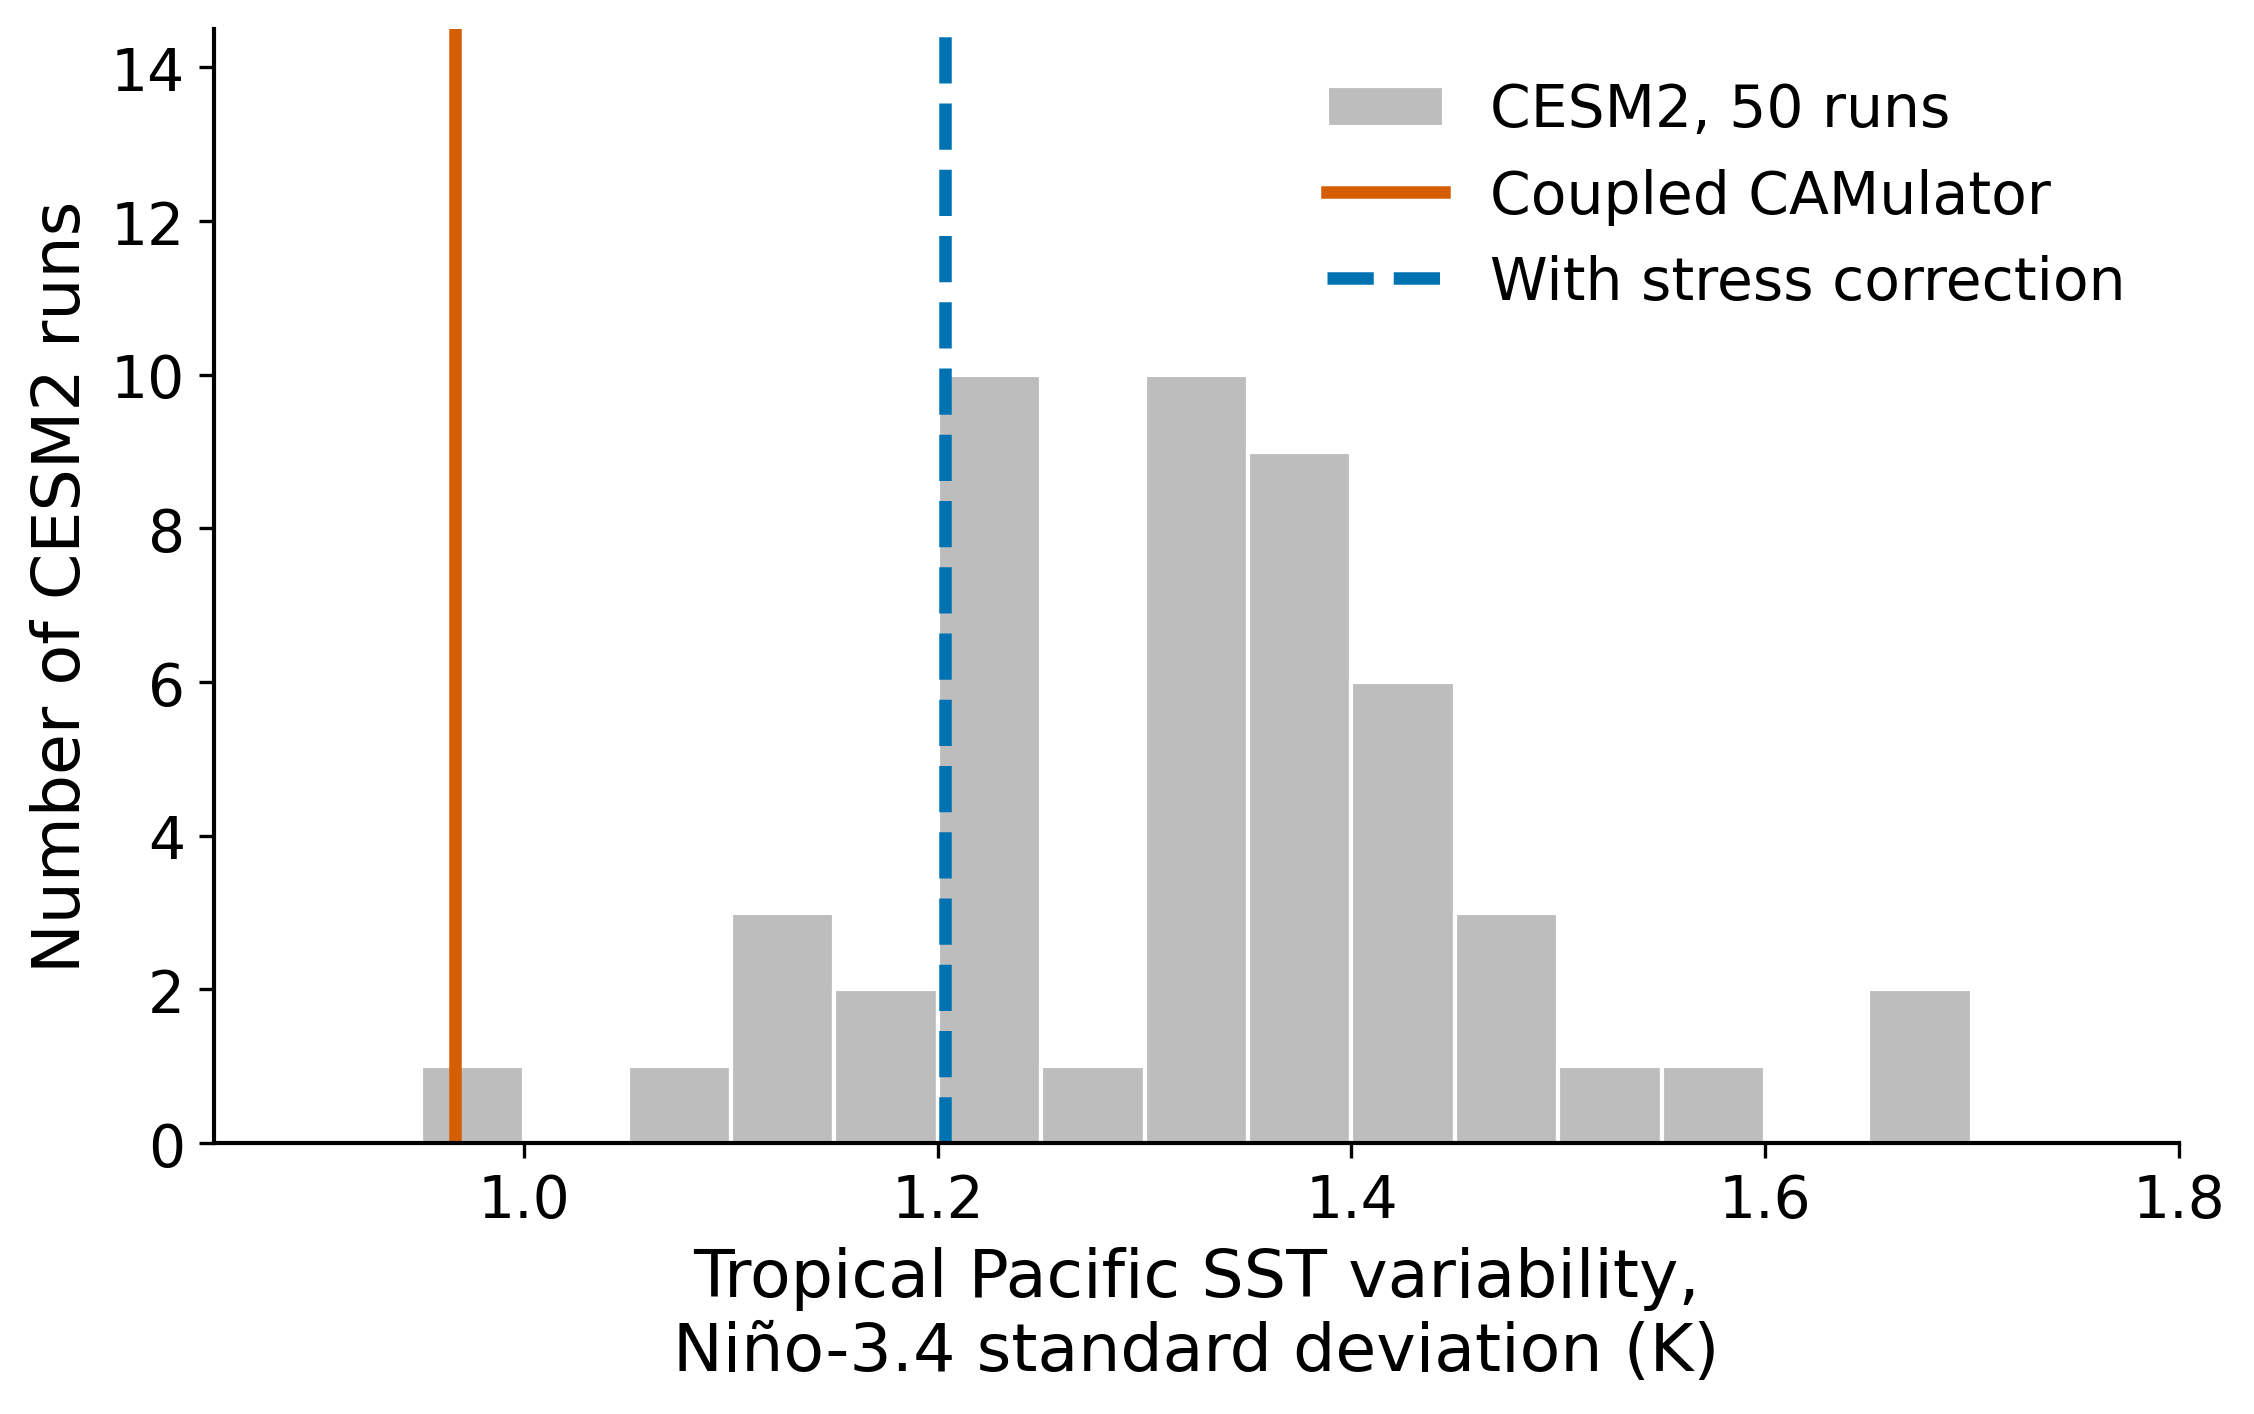 14
12
10
8
6
4
2
0
Number of CESM2 runs
CESM2, 50 runs
Coupled CAMulator
With stress correction
1.0
1.2
1.4
1.6
1.8
Tropical Pacific SST variability,
Niño-3.4 standard deviation (K)